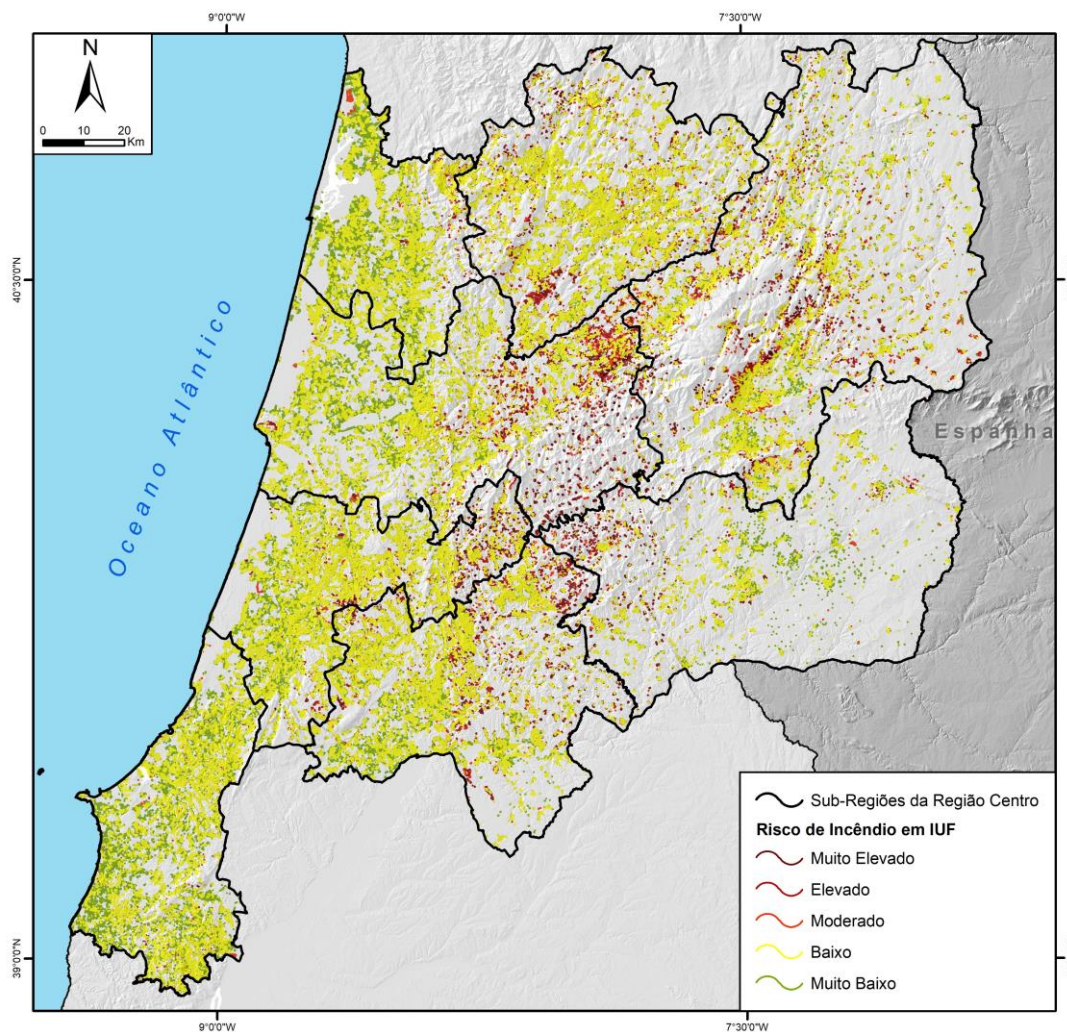 9°0'0"W
7°30'0"W
N
0 10 20
Km
40°30'0"N
Oceano Atlântico
Espanha
Sub-Regiões da Região Centro
Risco de Incêndio em IUF
Muito Elevado
Elevado
Moderado
Baixo
Muito Baixo
39°0'0"N
9°0'0"W
7°30'0"W